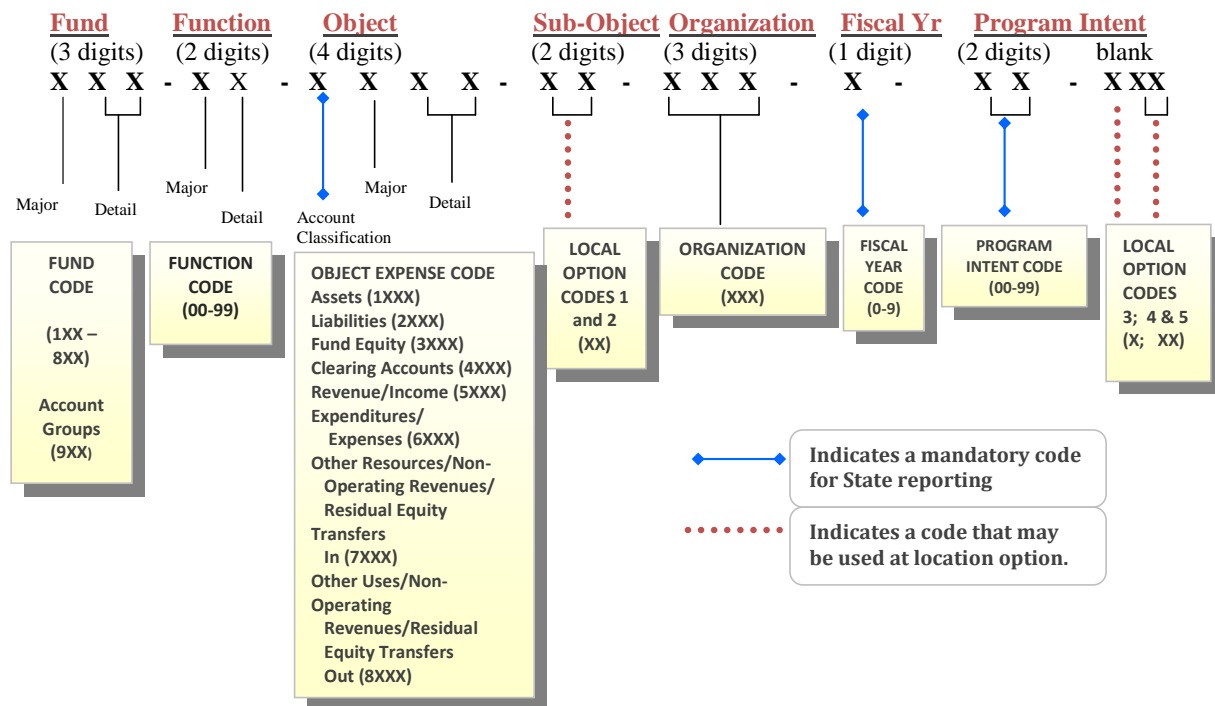 Fund Function Object Sub-Object Organization Fiscal Yr Program Intent
(3 digits) (2 digits) (4 digits) (2 digits) (3 digits) (1 digit) (2 digits) blank
X X X - X X - X X X X - X X - X X X - X - X X - X XX
Major
Detail
Major
Detail
Account
Classification
Major
Detail
FUND
CODE
(1XX –
8XX)
Account
Groups
(9XX)
FUNCTION
CODE
(00-99)
OBJECT EXPENSE CODE
Assets (1XXX)
Liabilities (2XXX)
Fund Equity (3XXX)
Clearing Accounts (4XXX)
Revenue/Income (5XXX)
Expenditures/
Expenses (6XXX)
Other Resources/Non-
Operating Revenues/
Residual Equity
Transfers
In (7XXX)
Other Uses/Non-
Operating
Revenues/Residual
Equity Transfers
Out (8XXX)
LOCAL
OPTION
CODES 1
and 2
(XX)
ORGANIZATION
CODE
(XXX)
FISCAL
YEAR
CODE
(0-9)
PROGRAM
INTENT CODE
(00-99)
LOCAL
OPTION
CODES
3; 4 & 5
(X; XX)
Indicates a mandatory code
for State reporting
Indicates a code that may
be used at location option.